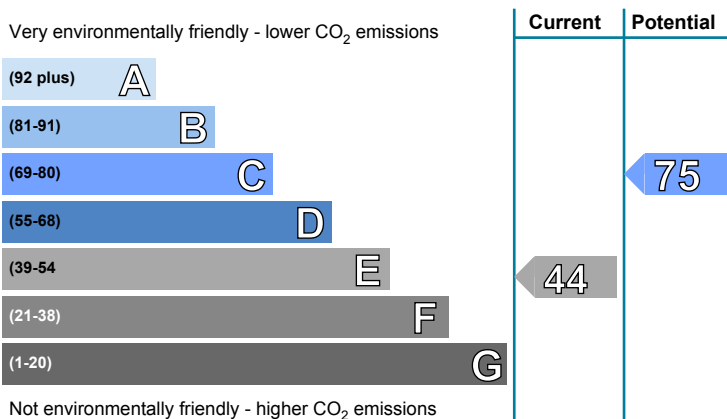 Very environmentally friendly - lower CO₂ emissions
Current
Potential
(92 plus) A
(81-91) B
(69-80) C
75
(55-68) D
(39-54 E
44
(21-38) F
(1-20) G
Not environmentally friendly - higher CO₂ emissions